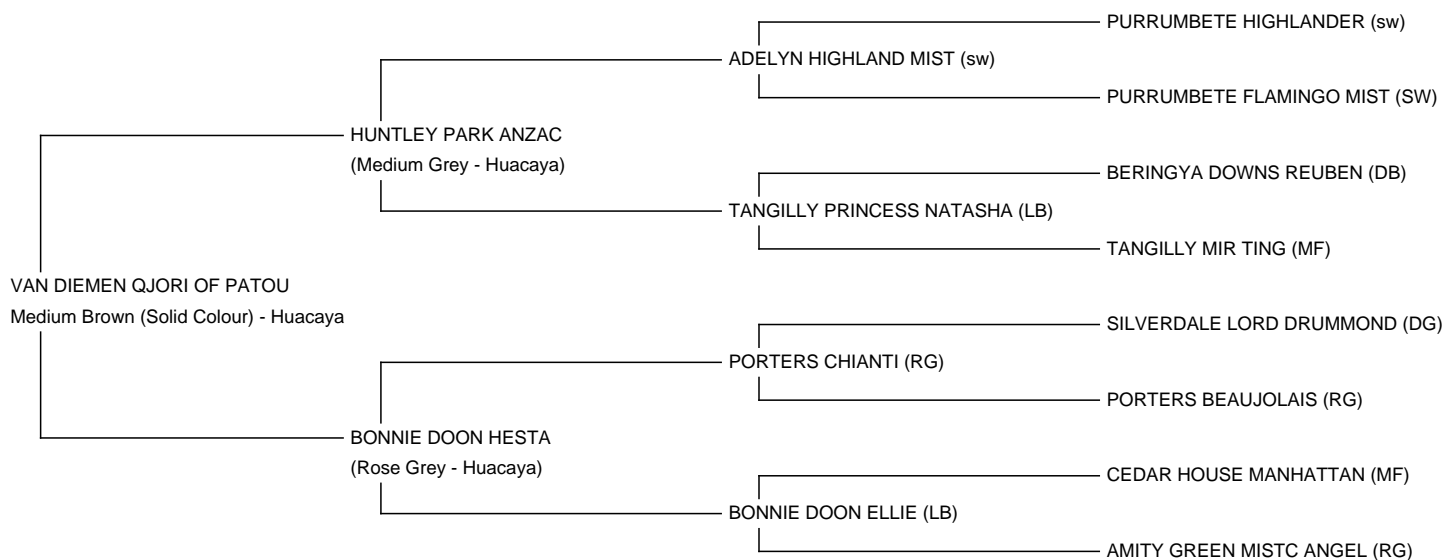 PURRUMBETE HIGHLANDER (sw)
ADELYN HIGHLAND MIST (sw)
PURRUMBETE FLAMINGO MIST (SW)
HUNTLEY PARK ANZAC
(Medium Grey - Huacaya)
BERINGYA DOWNS REUBEN (DB)
TANGILLY PRINCESS NATASHA (LB)
TANGILLY MIR TING (MF)
VAN DIEMEN QJORI OF PATOU
Medium Brown (Solid Colour) - Huacaya
SILVERDALE LORD DRUMMOND (DG)
PORTERS CHIANTI (RG)
PORTERS BEAUJOLAIS (RG)
BONNIE DOON HESTA
(Rose Grey - Huacaya)
CEDAR HOUSE MANHATTAN (MF)
BONNIE DOON ELLIE (LB)
AMITY GREEN MISTC ANGEL (RG)